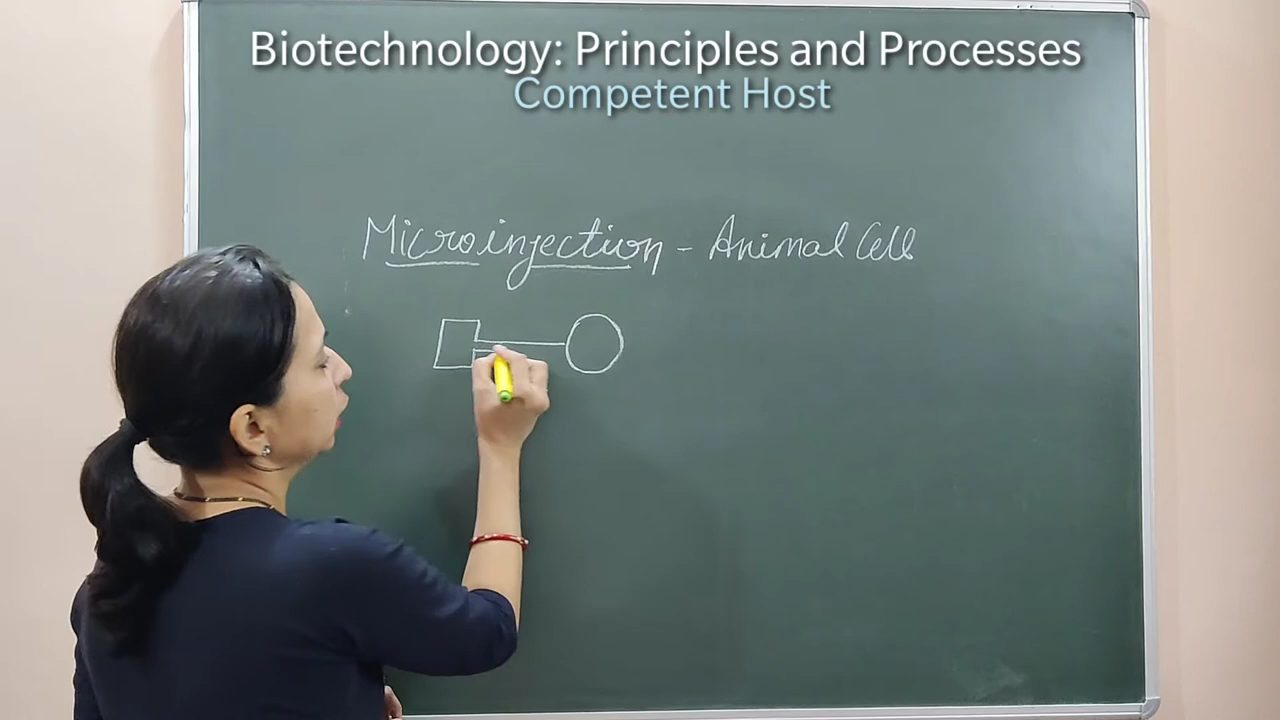 Biotechnology: Principles and Processes
Competent Host
Microinjection - Animal Cell